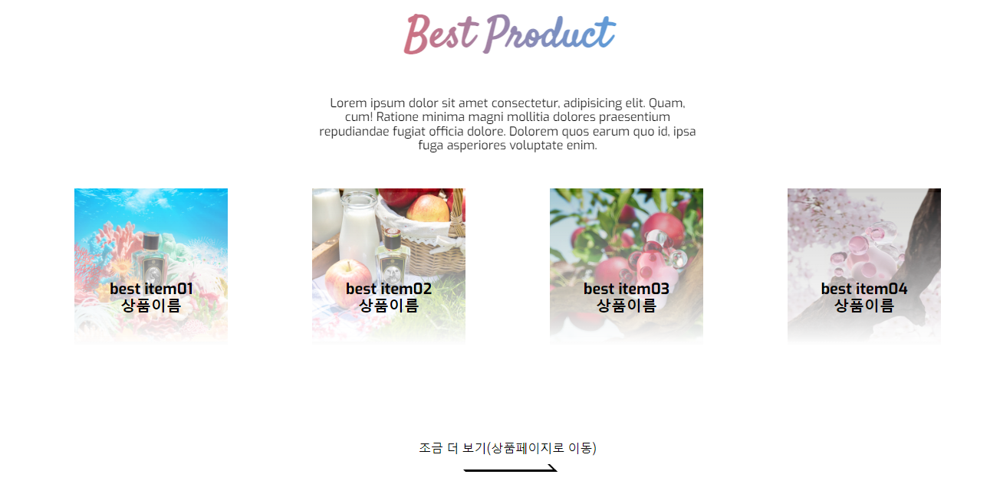 Best Product
Lorem ipsum dolor sit amet consectetur, adipisicing elit. Quam,
cum! Ratione minima magni mollitia dolores praesentium
repudiandae fugiat officia dolore. Dolorem quos earum quo id, ipsa
fuga asperiores voluptate enim.
best item01
상품이름
best item02
상품이름
best item03
상품이름
best item04
상품이름
조금 더 보기(상품페이지로 이동)